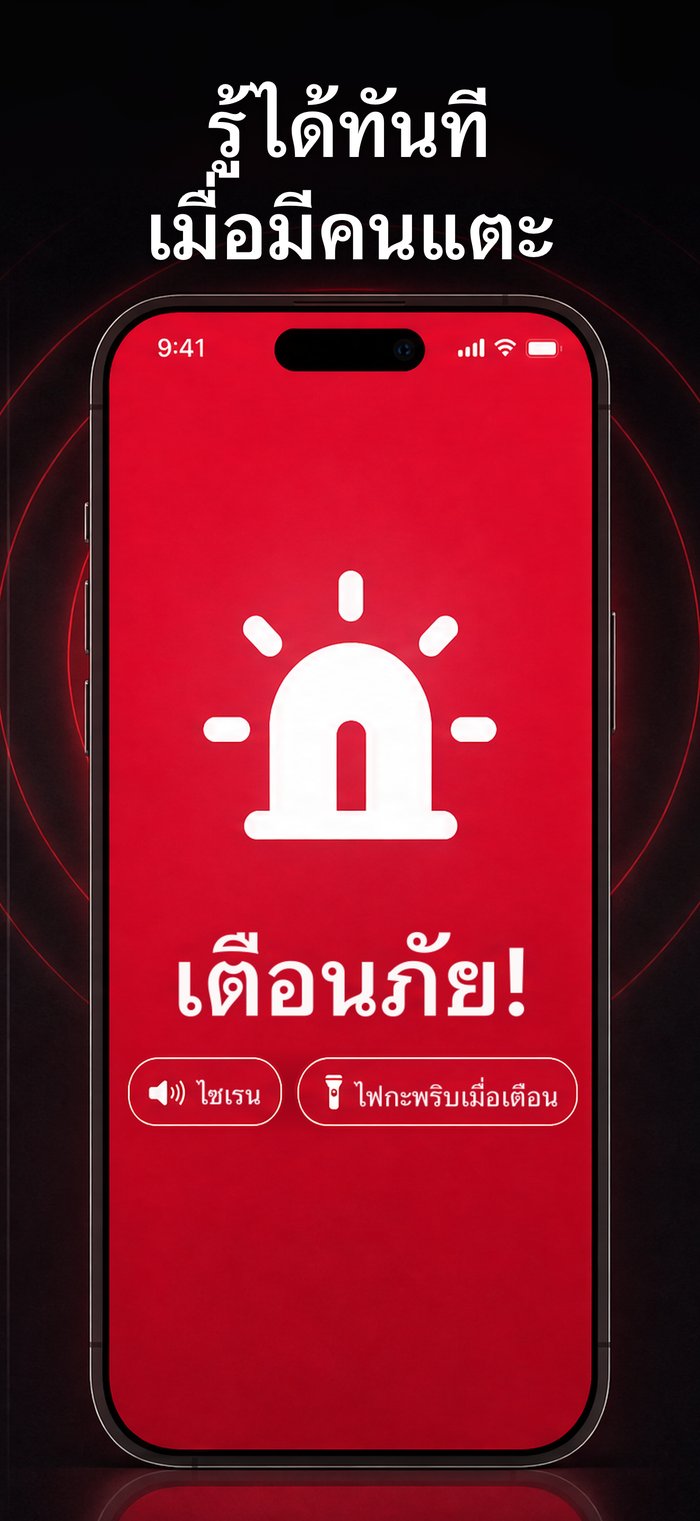 รู้ได้ทันที
เมื่อมีคนแตะ
9:41
เตือนภัย!
ไซเรน
ไฟกะพริบเมื่อเตือน